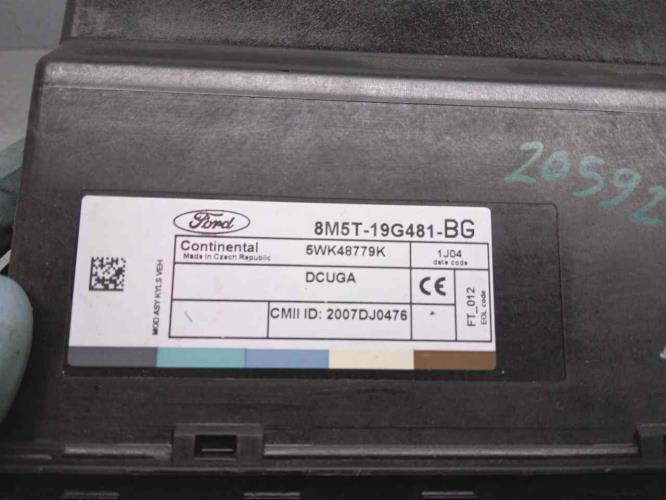 20592
Ford
8M5T-19G481-BG
Continental
Made in Czech Republic
5WK48779K
1J04
date code
MOD ASY KYLS VEH
DCUGA
CE
CMII ID: 2007DJ0476
FT_012
EOL code